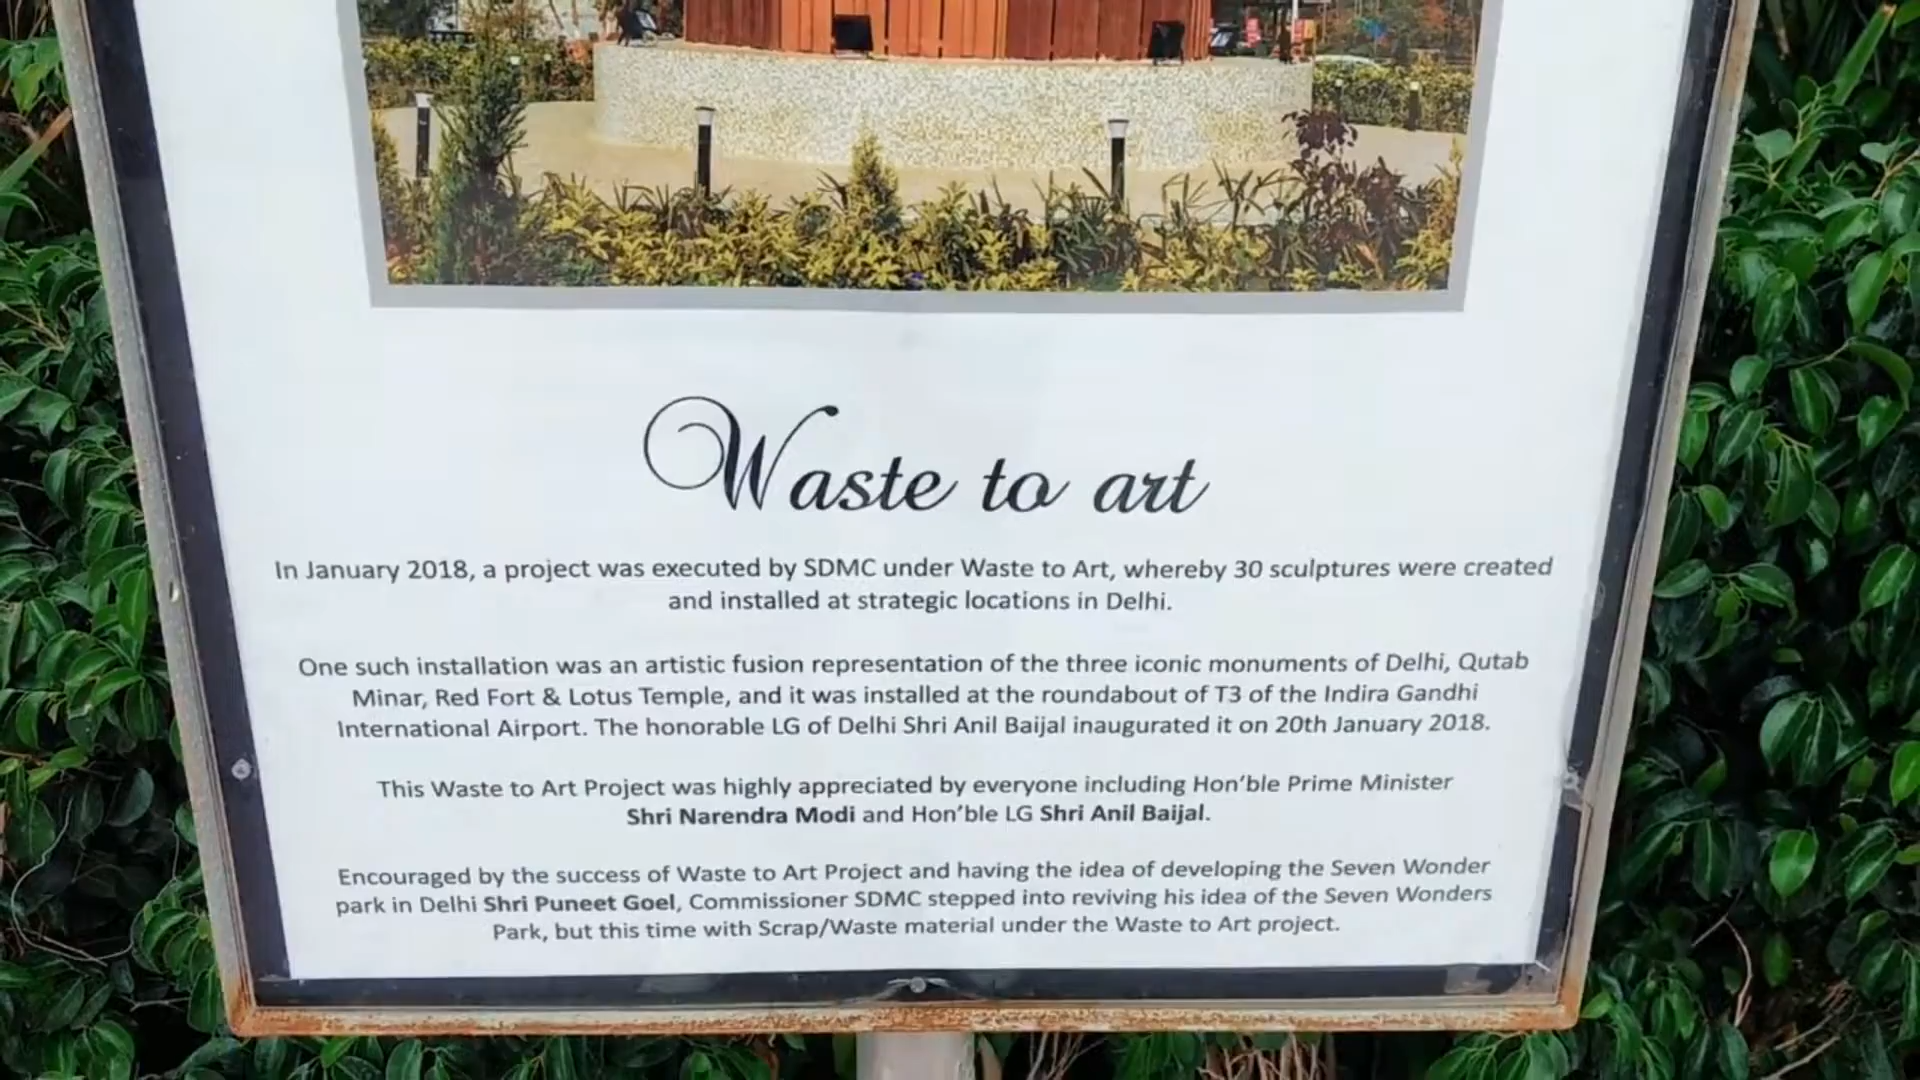 Waste to art
In January 2018, a project was executed by SDMC under Waste to Art, whereby 30 sculptures were created
and installed at strategic locations in Delhi.
One such installation was an artistic fusion representation of the three iconic monuments of Delhi, Qutab
Minar, Red Fort & Lotus Temple, and it was installed at the roundabout of T3 of the Indira Gandhi
International Airport. The honorable LG of Delhi Shri Anil Baijal inaugurated it on 20th January 2018.
This Waste to Art Project was highly appreciated by everyone including Hon'ble Prime Minister
Shri Narendra Modi and Hon'ble LG Shri Anil Baijal.
Encouraged by the success of Waste to Art Project and having the idea of developing the Seven Wonder
park in Delhi Shri Puneet Goel, Commissioner SDMC stepped into reviving his idea of the Seven Wonders
Park, but this time with Scrap/Waste material under the Waste to Art project.